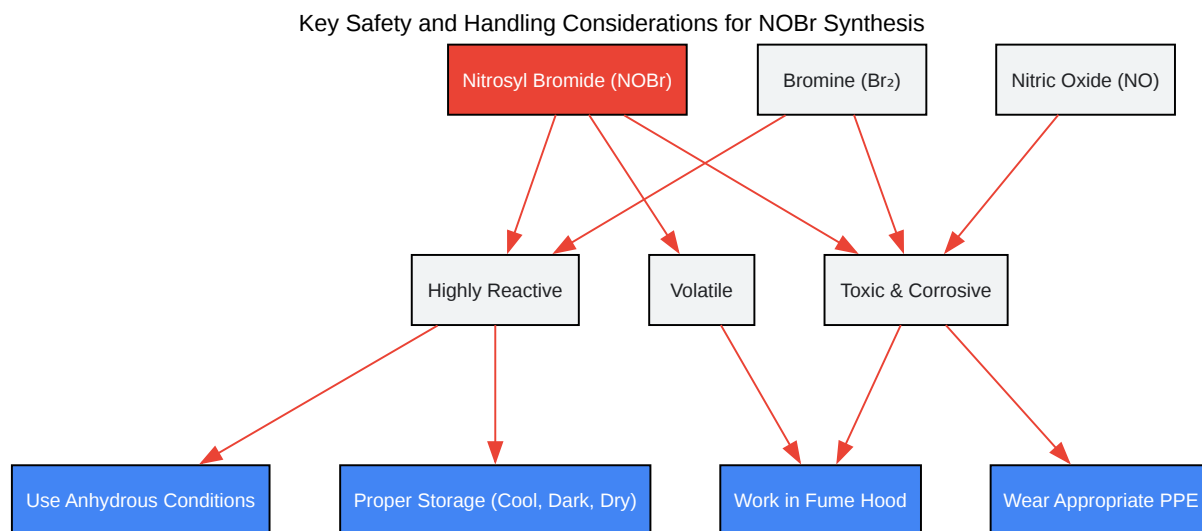 Key Safety and Handling Considerations for NOBr Synthesis
Nitrosyl Bromide (NOBr)
Bromine (Br₂)
Nitric Oxide (NO)
Highly Reactive
Volatile
Toxic & Corrosive
Use Anhydrous Conditions
Proper Storage (Cool, Dark, Dry)
Work in Fume Hood
Wear Appropriate PPE